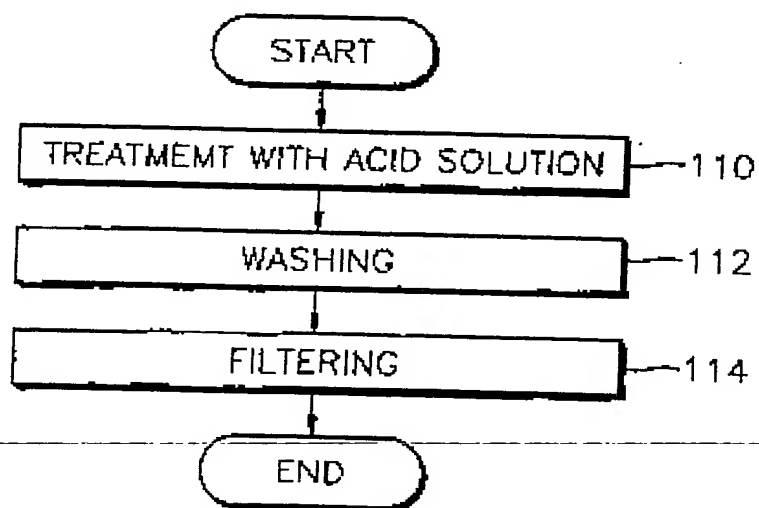 START
TREATMEMT WITH ACID SOLUTION 110
WASHING 112
FILTERING 114
END